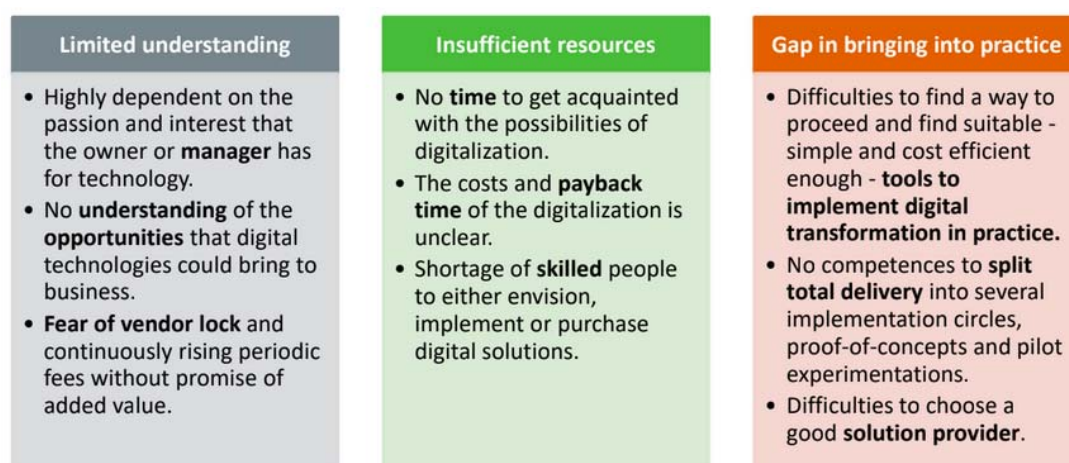 Limited understanding
• Highly dependent on the
passion and interest that
the owner or manager has
for technology.
• No understanding of the
opportunities that digital
technologies could bring to
business.
• Fear of vendor lock and
continuously rising periodic
fees without promise of
added value.
Insufficient resources
• No time to get acquainted
with the possibilities of
digitalization.
• The costs and payback
time of the digitalization is
unclear.
• Shortage of skilled people
to either envision,
implement or purchase
digital solutions.
Gap in bringing into practice
• Difficulties to find a way to
proceed and find suitable -
simple and cost efficient
enough - tools to
implement digital
transformation in practice.
• No competences to split
total delivery into several
implementation circles,
proof-of-concepts and pilot
experimentations.
• Difficulties to choose a
good solution provider.